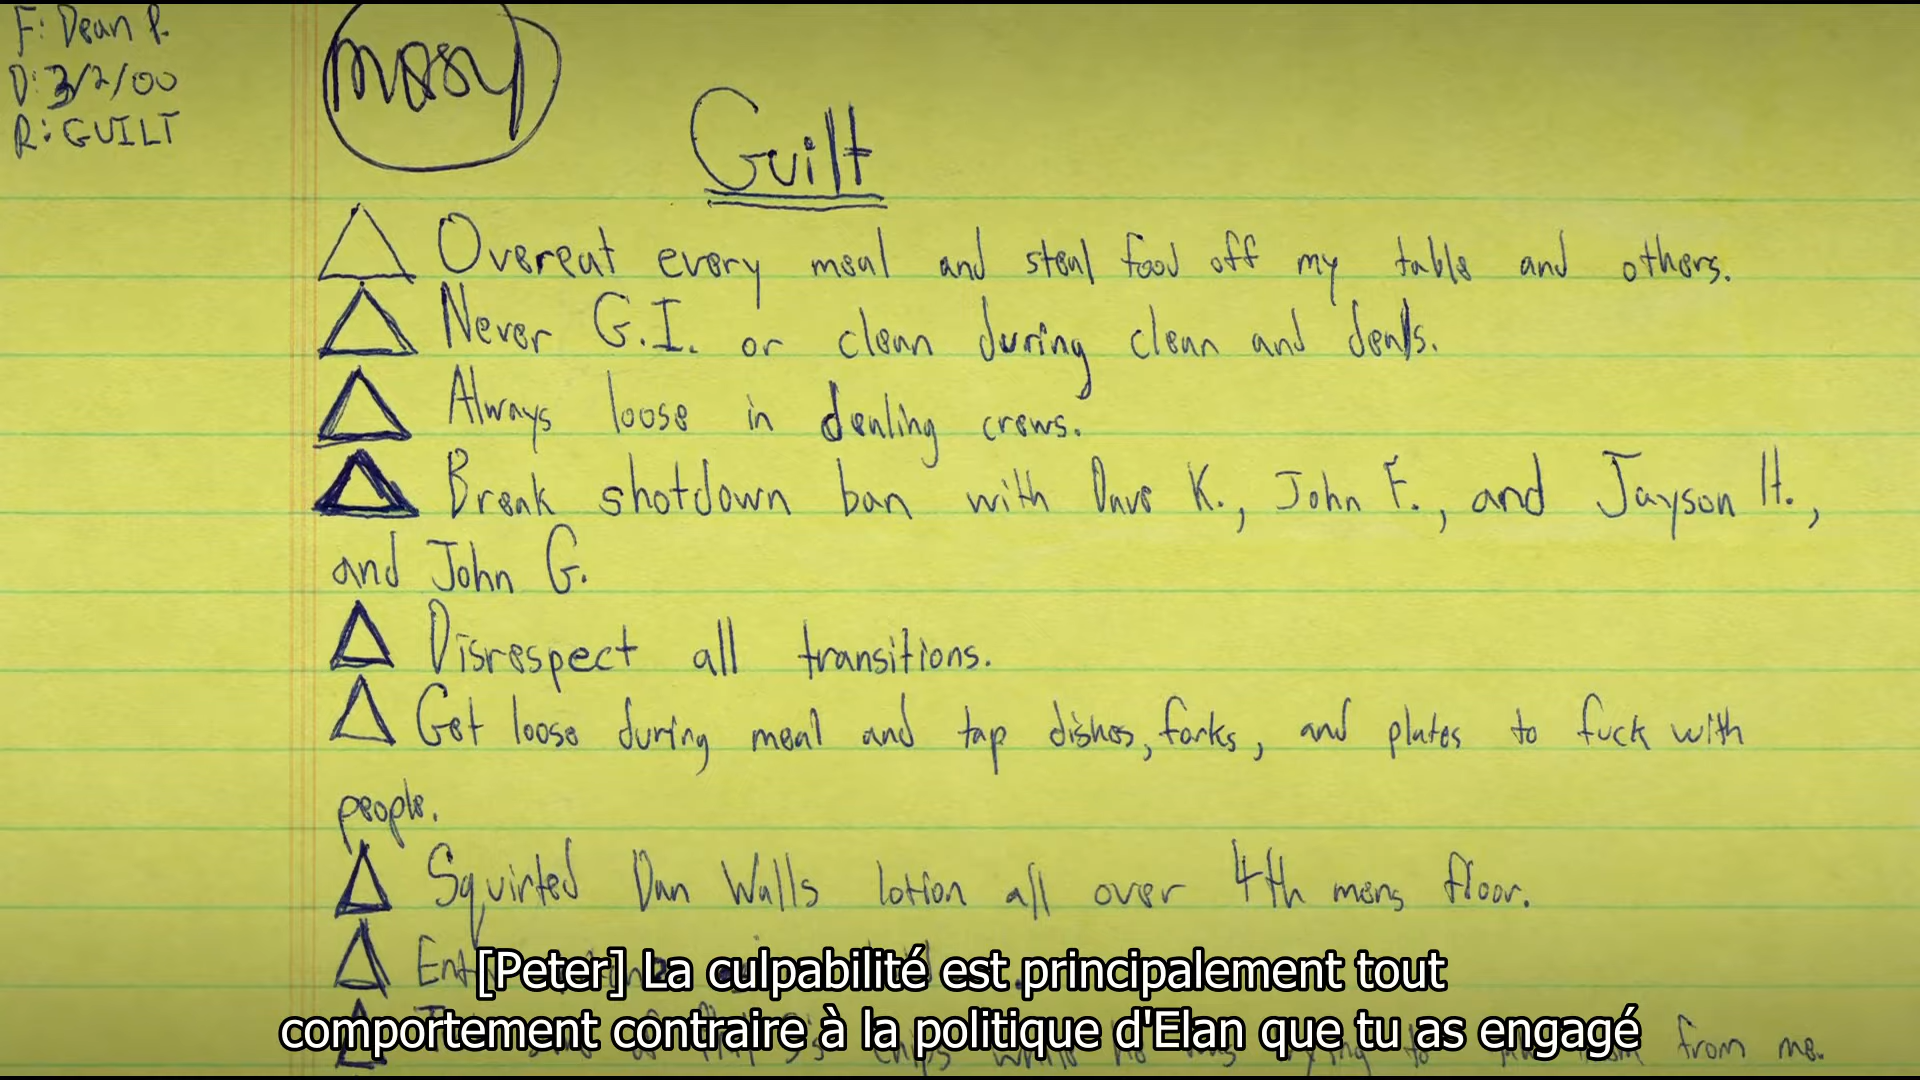 F: Dean P.
D: 3/2/00
R: GUILT
messy
Guilt
Overeat every meal and steal food off my table and others.
Never G.I. or clean during clean and deals.
Always loose in dealing crews.
Break shotdown ban with Dave K., John F., and Jayson H.,
and John G.
Disrespect all transitions.
Get loose during meal and tap dishes, forks, and plates to fuck with
people.
Squirted Dan Walls lotion all over 4th mens floor.
[Peter] La culpabilité est principalement tout
comportement contraire à la politique d'Elan que tu as engagé
from me.